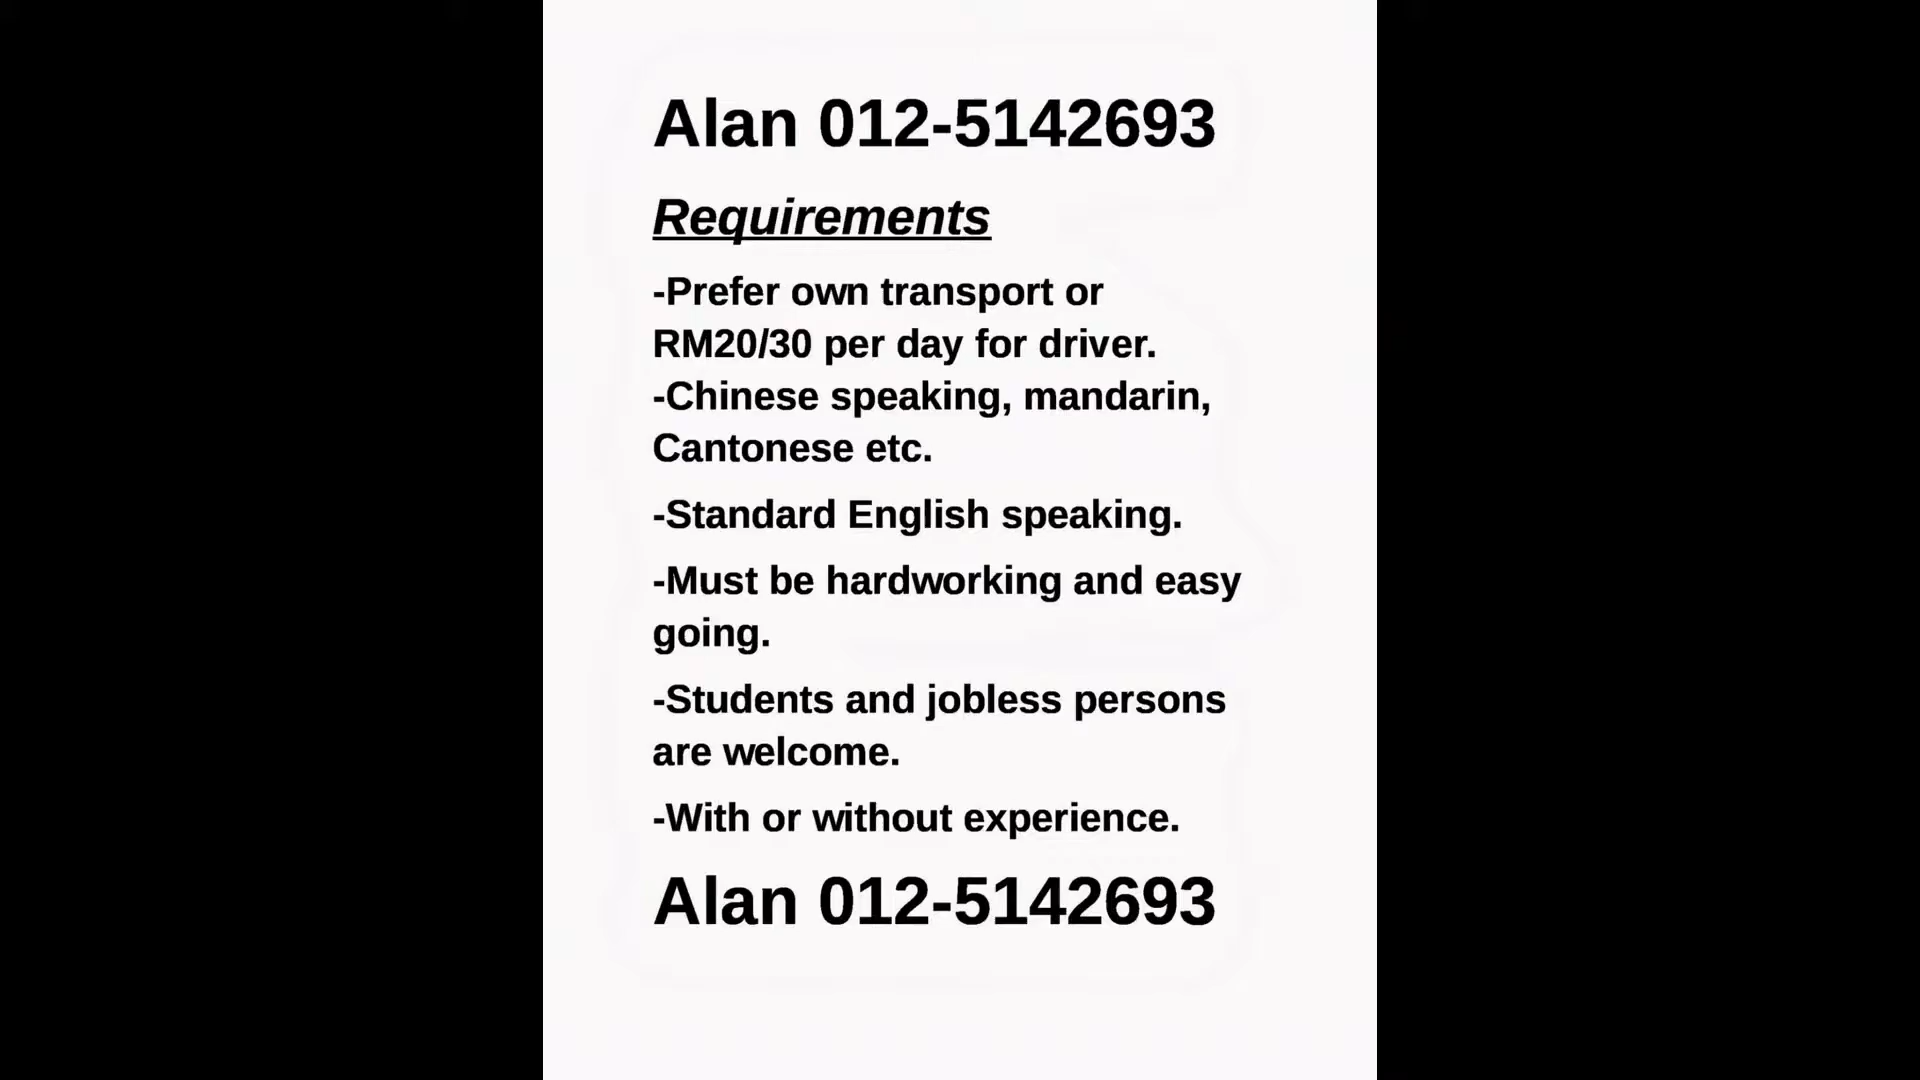 Alan 012-5142693
Requirements
-Prefer own transport or
RM20/30 per day for driver.
-Chinese speaking, mandarin,
Cantonese etc.
-Standard English speaking.
-Must be hardworking and easy
going.
-Students and jobless persons
are welcome.
-With or without experience.
Alan 012-5142693